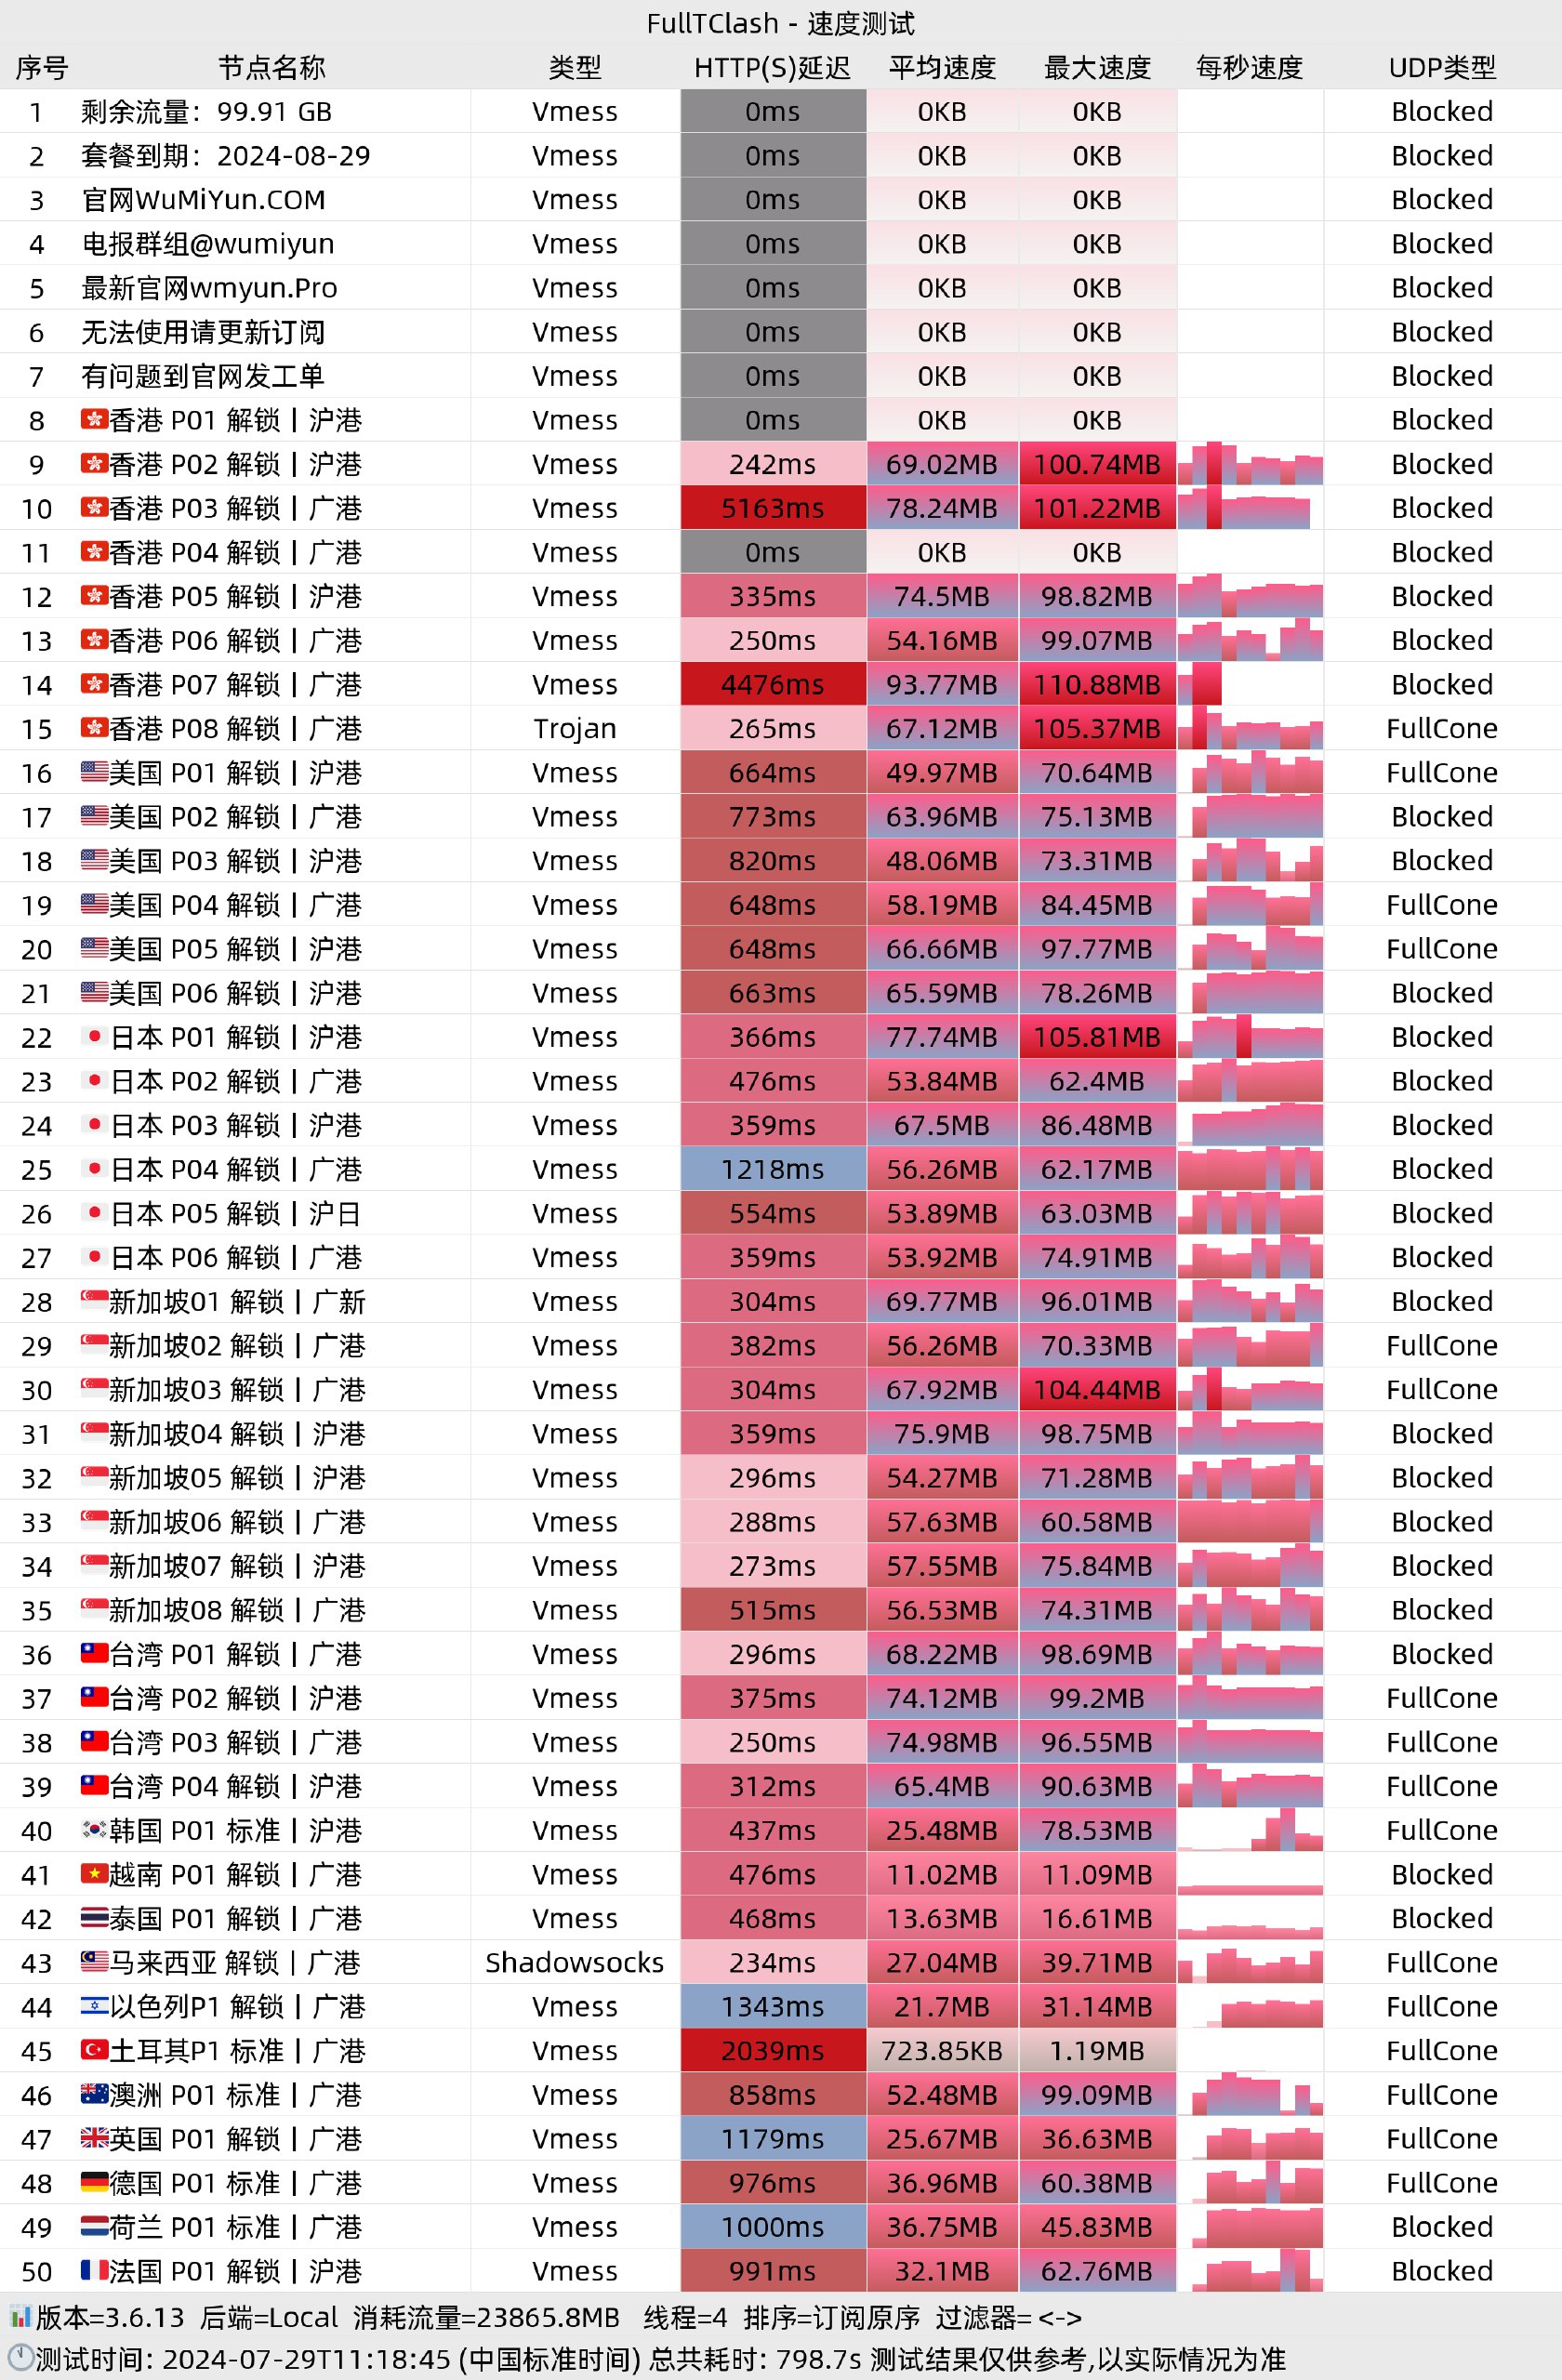 FullTClash - 速度测试
序号 节点名称 类型 HTTP(S)延迟 平均速度 最大速度 每秒速度 UDP类型
1 剩余流量：99.91 GB Vmess 0ms 0KB 0KB Blocked
2 套餐到期：2024-08-29 Vmess 0ms 0KB 0KB Blocked
3 官网WuMiYun.COM Vmess 0ms 0KB 0KB Blocked
4 电报群组@wumiyun Vmess 0ms 0KB 0KB Blocked
5 最新官网wmyun.Pro Vmess 0ms 0KB 0KB Blocked
6 无法使用请更新订阅 Vmess 0ms 0KB 0KB Blocked
7 有问题到官网发工单 Vmess 0ms 0KB 0KB Blocked
8 香港 P01 解锁丨沪港 Vmess 0ms 0KB 0KB Blocked
9 香港 P02 解锁丨沪港 Vmess 242ms 69.02MB 100.74MB Blocked
10 香港 P03 解锁丨广港 Vmess 5163ms 78.24MB 101.22MB Blocked
11 香港 P04 解锁丨广港 Vmess 0ms 0KB 0KB Blocked
12 香港 P05 解锁丨沪港 Vmess 335ms 74.5MB 98.82MB Blocked
13 香港 P06 解锁丨广港 Vmess 250ms 54.16MB 99.07MB Blocked
14 香港 P07 解锁丨广港 Vmess 4476ms 93.77MB 110.88MB Blocked
15 香港 P08 解锁丨广港 Trojan 265ms 67.12MB 105.37MB FullCone
16 美国 P01 解锁丨沪港 Vmess 664ms 49.97MB 70.64MB FullCone
17 美国 P02 解锁丨广港 Vmess 773ms 63.96MB 75.13MB Blocked
18 美国 P03 解锁丨沪港 Vmess 820ms 48.06MB 73.31MB Blocked
19 美国 P04 解锁丨广港 Vmess 648ms 58.19MB 84.45MB FullCone
20 美国 P05 解锁丨沪港 Vmess 648ms 66.66MB 97.77MB FullCone
21 美国 P06 解锁丨沪港 Vmess 663ms 65.59MB 78.26MB Blocked
22 日本 P01 解锁丨沪港 Vmess 366ms 77.74MB 105.81MB Blocked
23 日本 P02 解锁丨广港 Vmess 476ms 53.84MB 62.4MB Blocked
24 日本 P03 解锁丨沪港 Vmess 359ms 67.5MB 86.48MB Blocked
25 日本 P04 解锁丨广港 Vmess 1218ms 56.26MB 62.17MB Blocked
26 日本 P05 解锁丨沪日 Vmess 554ms 53.89MB 63.03MB Blocked
27 日本 P06 解锁丨广港 Vmess 359ms 53.92MB 74.91MB Blocked
28 新加坡01 解锁丨广新 Vmess 304ms 69.77MB 96.01MB Blocked
29 新加坡02 解锁丨广港 Vmess 382ms 56.26MB 70.33MB FullCone
30 新加坡03 解锁丨广港 Vmess 304ms 67.92MB 104.44MB FullCone
31 新加坡04 解锁丨沪港 Vmess 359ms 75.9MB 98.75MB Blocked
32 新加坡05 解锁丨沪港 Vmess 296ms 54.27MB 71.28MB Blocked
33 新加坡06 解锁丨广港 Vmess 288ms 57.63MB 60.58MB Blocked
34 新加坡07 解锁丨沪港 Vmess 273ms 57.55MB 75.84MB Blocked
35 新加坡08 解锁丨广港 Vmess 515ms 56.53MB 74.31MB Blocked
36 台湾 P01 解锁丨广港 Vmess 296ms 68.22MB 98.69MB Blocked
37 台湾 P02 解锁丨沪港 Vmess 375ms 74.12MB 99.2MB FullCone
38 台湾 P03 解锁丨广港 Vmess 250ms 74.98MB 96.55MB FullCone
39 台湾 P04 解锁丨沪港 Vmess 312ms 65.4MB 90.63MB FullCone
40 韩国 P01 标准丨沪港 Vmess 437ms 25.48MB 78.53MB FullCone
41 越南 P01 解锁丨广港 Vmess 476ms 11.02MB 11.09MB Blocked
42 泰国 P01 解锁丨广港 Vmess 468ms 13.63MB 16.61MB Blocked
43 马来西亚 解锁丨广港 Shadowsocks 234ms 27.04MB 39.71MB FullCone
44 以色列P1 解锁丨广港 Vmess 1343ms 21.7MB 31.14MB FullCone
45 土耳其P1 标准丨广港 Vmess 2039ms 723.85KB 1.19MB FullCone
46 澳洲 P01 标准丨广港 Vmess 858ms 52.48MB 99.09MB FullCone
47 英国 P01 解锁丨广港 Vmess 1179ms 25.67MB 36.63MB FullCone
48 德国 P01 标准丨广港 Vmess 976ms 36.96MB 60.38MB FullCone
49 荷兰 P01 标准丨广港 Vmess 1000ms 36.75MB 45.83MB Blocked
50 法国 P01 解锁丨沪港 Vmess 991ms 32.1MB 62.76MB Blocked
版本=3.6.13 后端=Local 消耗流量=23865.8MB 线程=4 排序=订阅原序 过滤器= <->
测试时间: 2024-07-29T11:18:45 (中国标准时间) 总共耗时: 798.7s 测试结果仅供参考,以实际情况为准